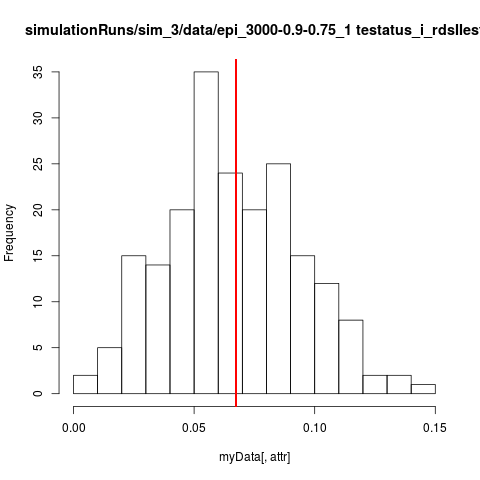 simulationRuns/sim_3/data/epi_3000-0.9-0.75_1 testatus_i_rdsllest
Frequency
35
30
25
20
15
10
5
0
0.00 0.05 0.10 0.15
myData[, attr]